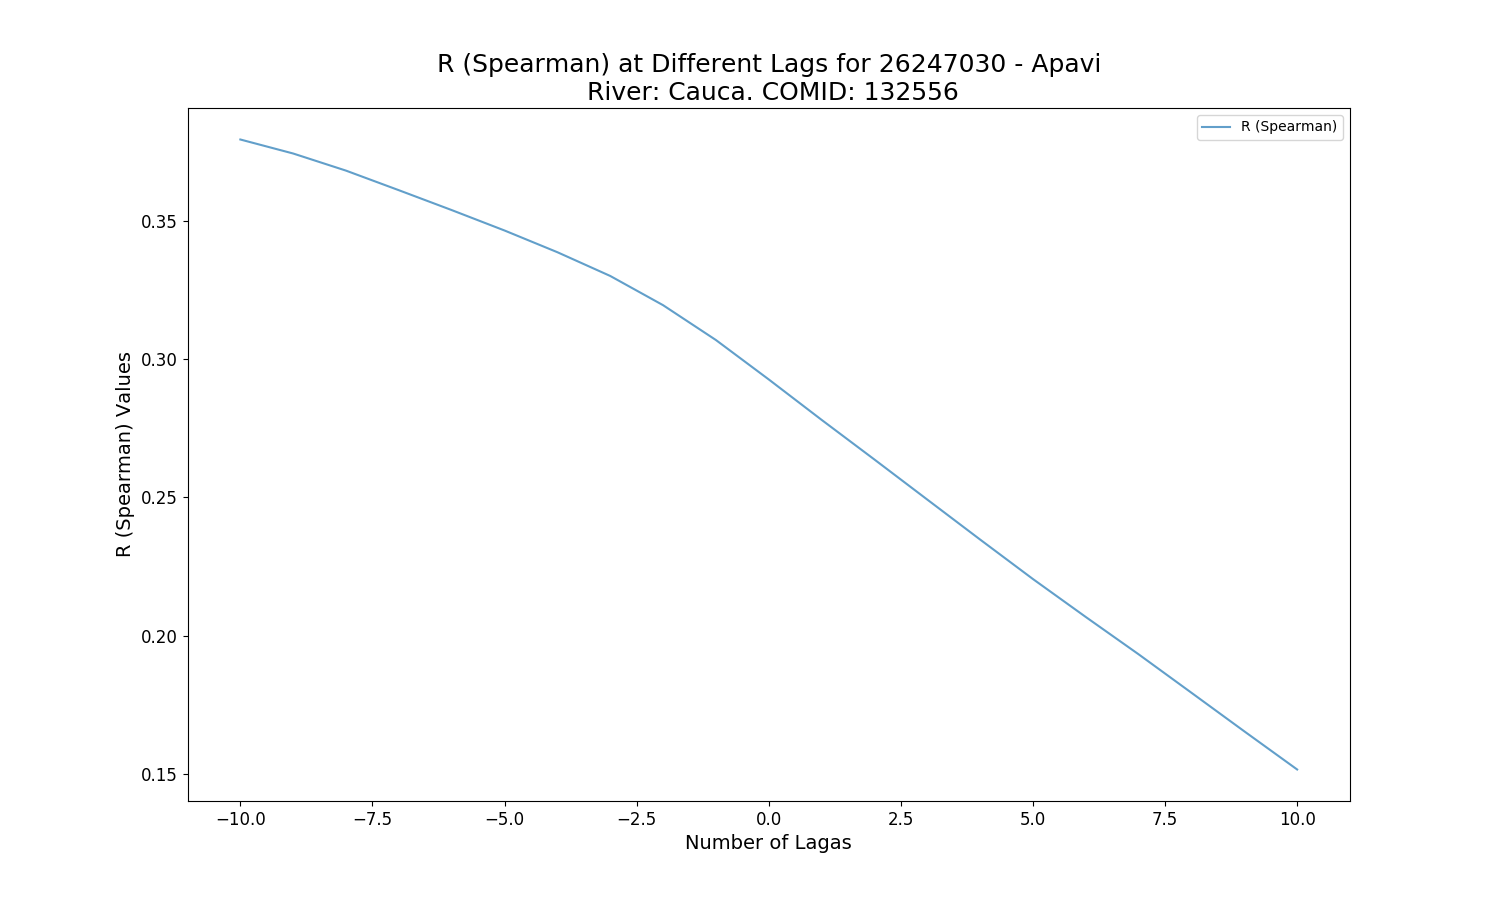 R (Spearman) at Different Lags for 26247030 - Apavi
River: Cauca. COMID: 132556
R (Spearman)
R (Spearman) Values
0.35
0.30
0.25
0.20
0.15
−10.0 −7.5 −5.0 −2.5 0.0 2.5 5.0 7.5 10.0
Number of Lagas